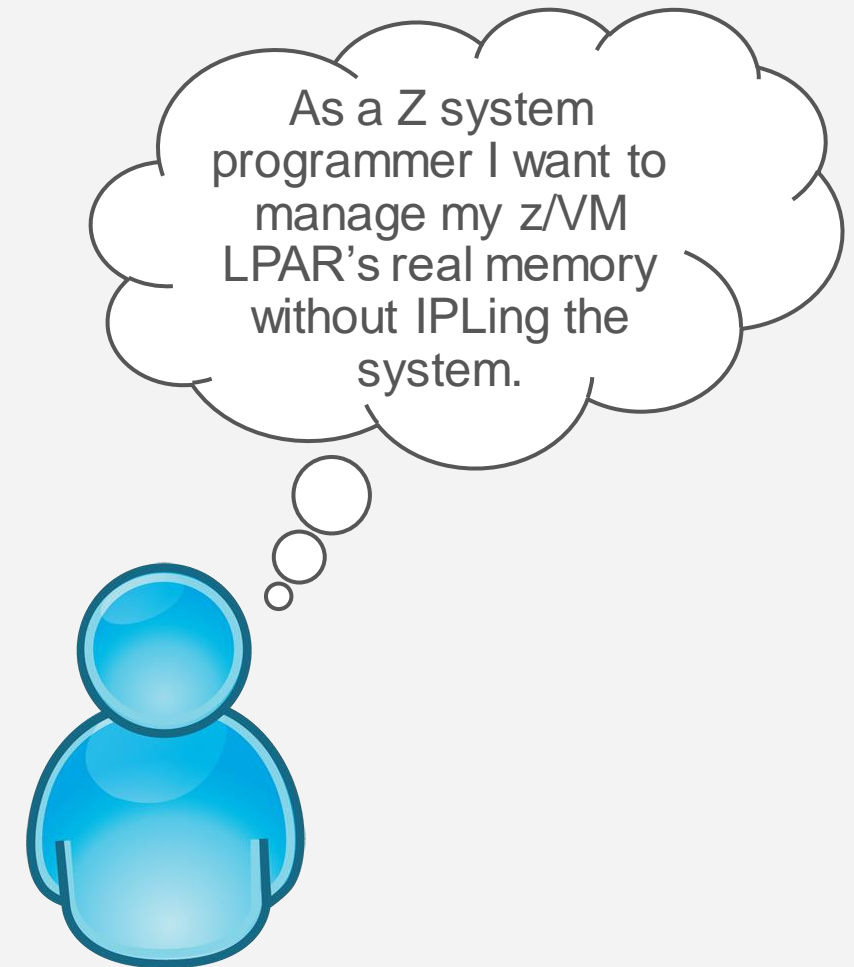 As a Z system
programmer I want to
manage my z/VM
LPAR’s real memory
without IPLing the
system.